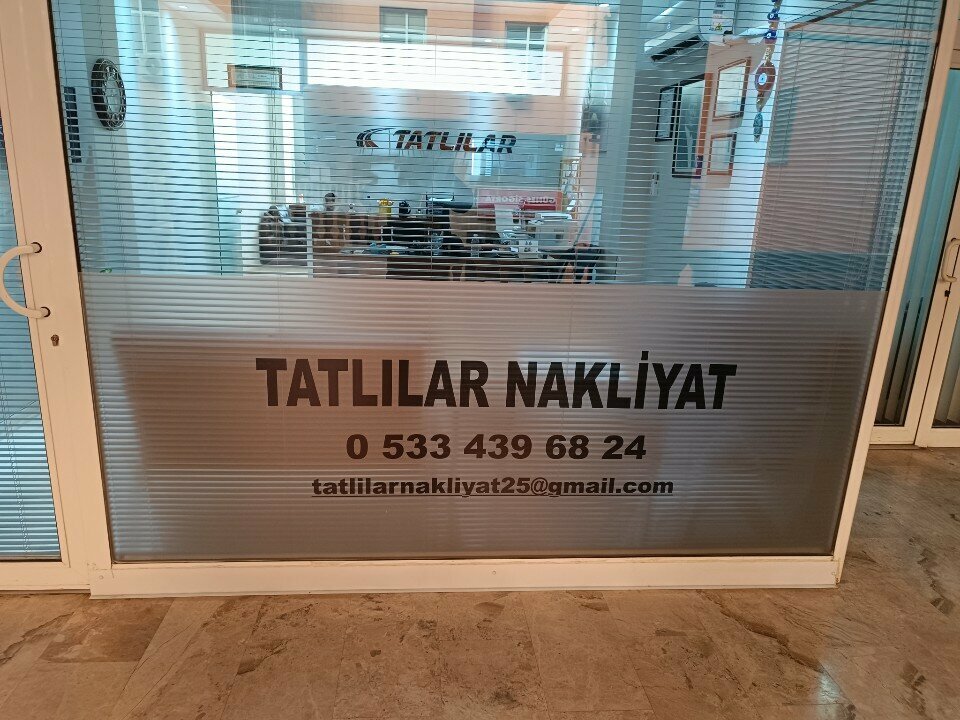 TATLILAR
TATLILAR NAKLİYAT
0 533 439 68 24
tatlilarnakliyat25@gmail.com